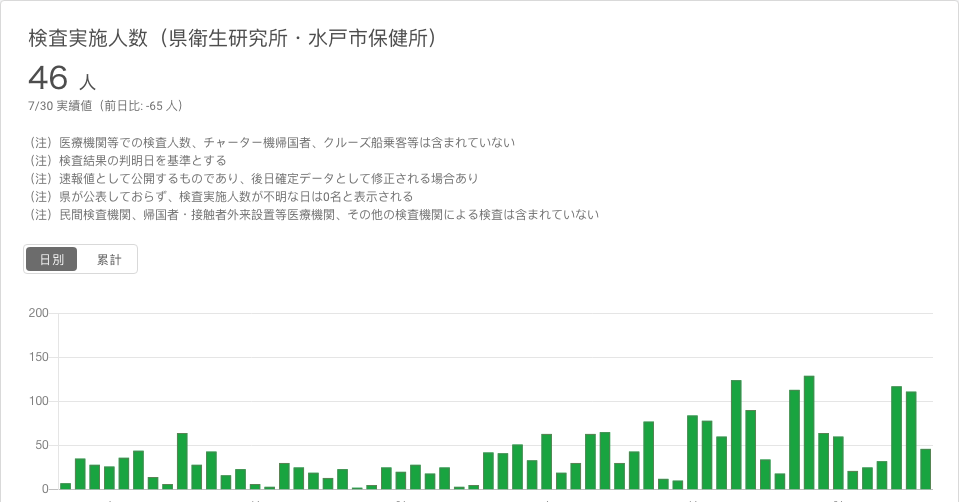 検査実施人数（県衛生研究所・水戸市保健所）
46 人
7/30 実績値（前日比: -65 人）
（注）医療機関等での検査人数、チャーター機帰国者、クルーズ船乗客等は含まれていない
（注）検査結果の判明日を基準とする
（注）速報値として公開するものであり、後日確定データとして修正される場合あり
（注）県が公表しておらず、検査実施人数が不明な日は0名と表示される
（注）民間検査機関、帰国者・接触者外来設置等医療機関、その他の検査機関による検査は含まれていない
日別 累計
200
150
100
50
0